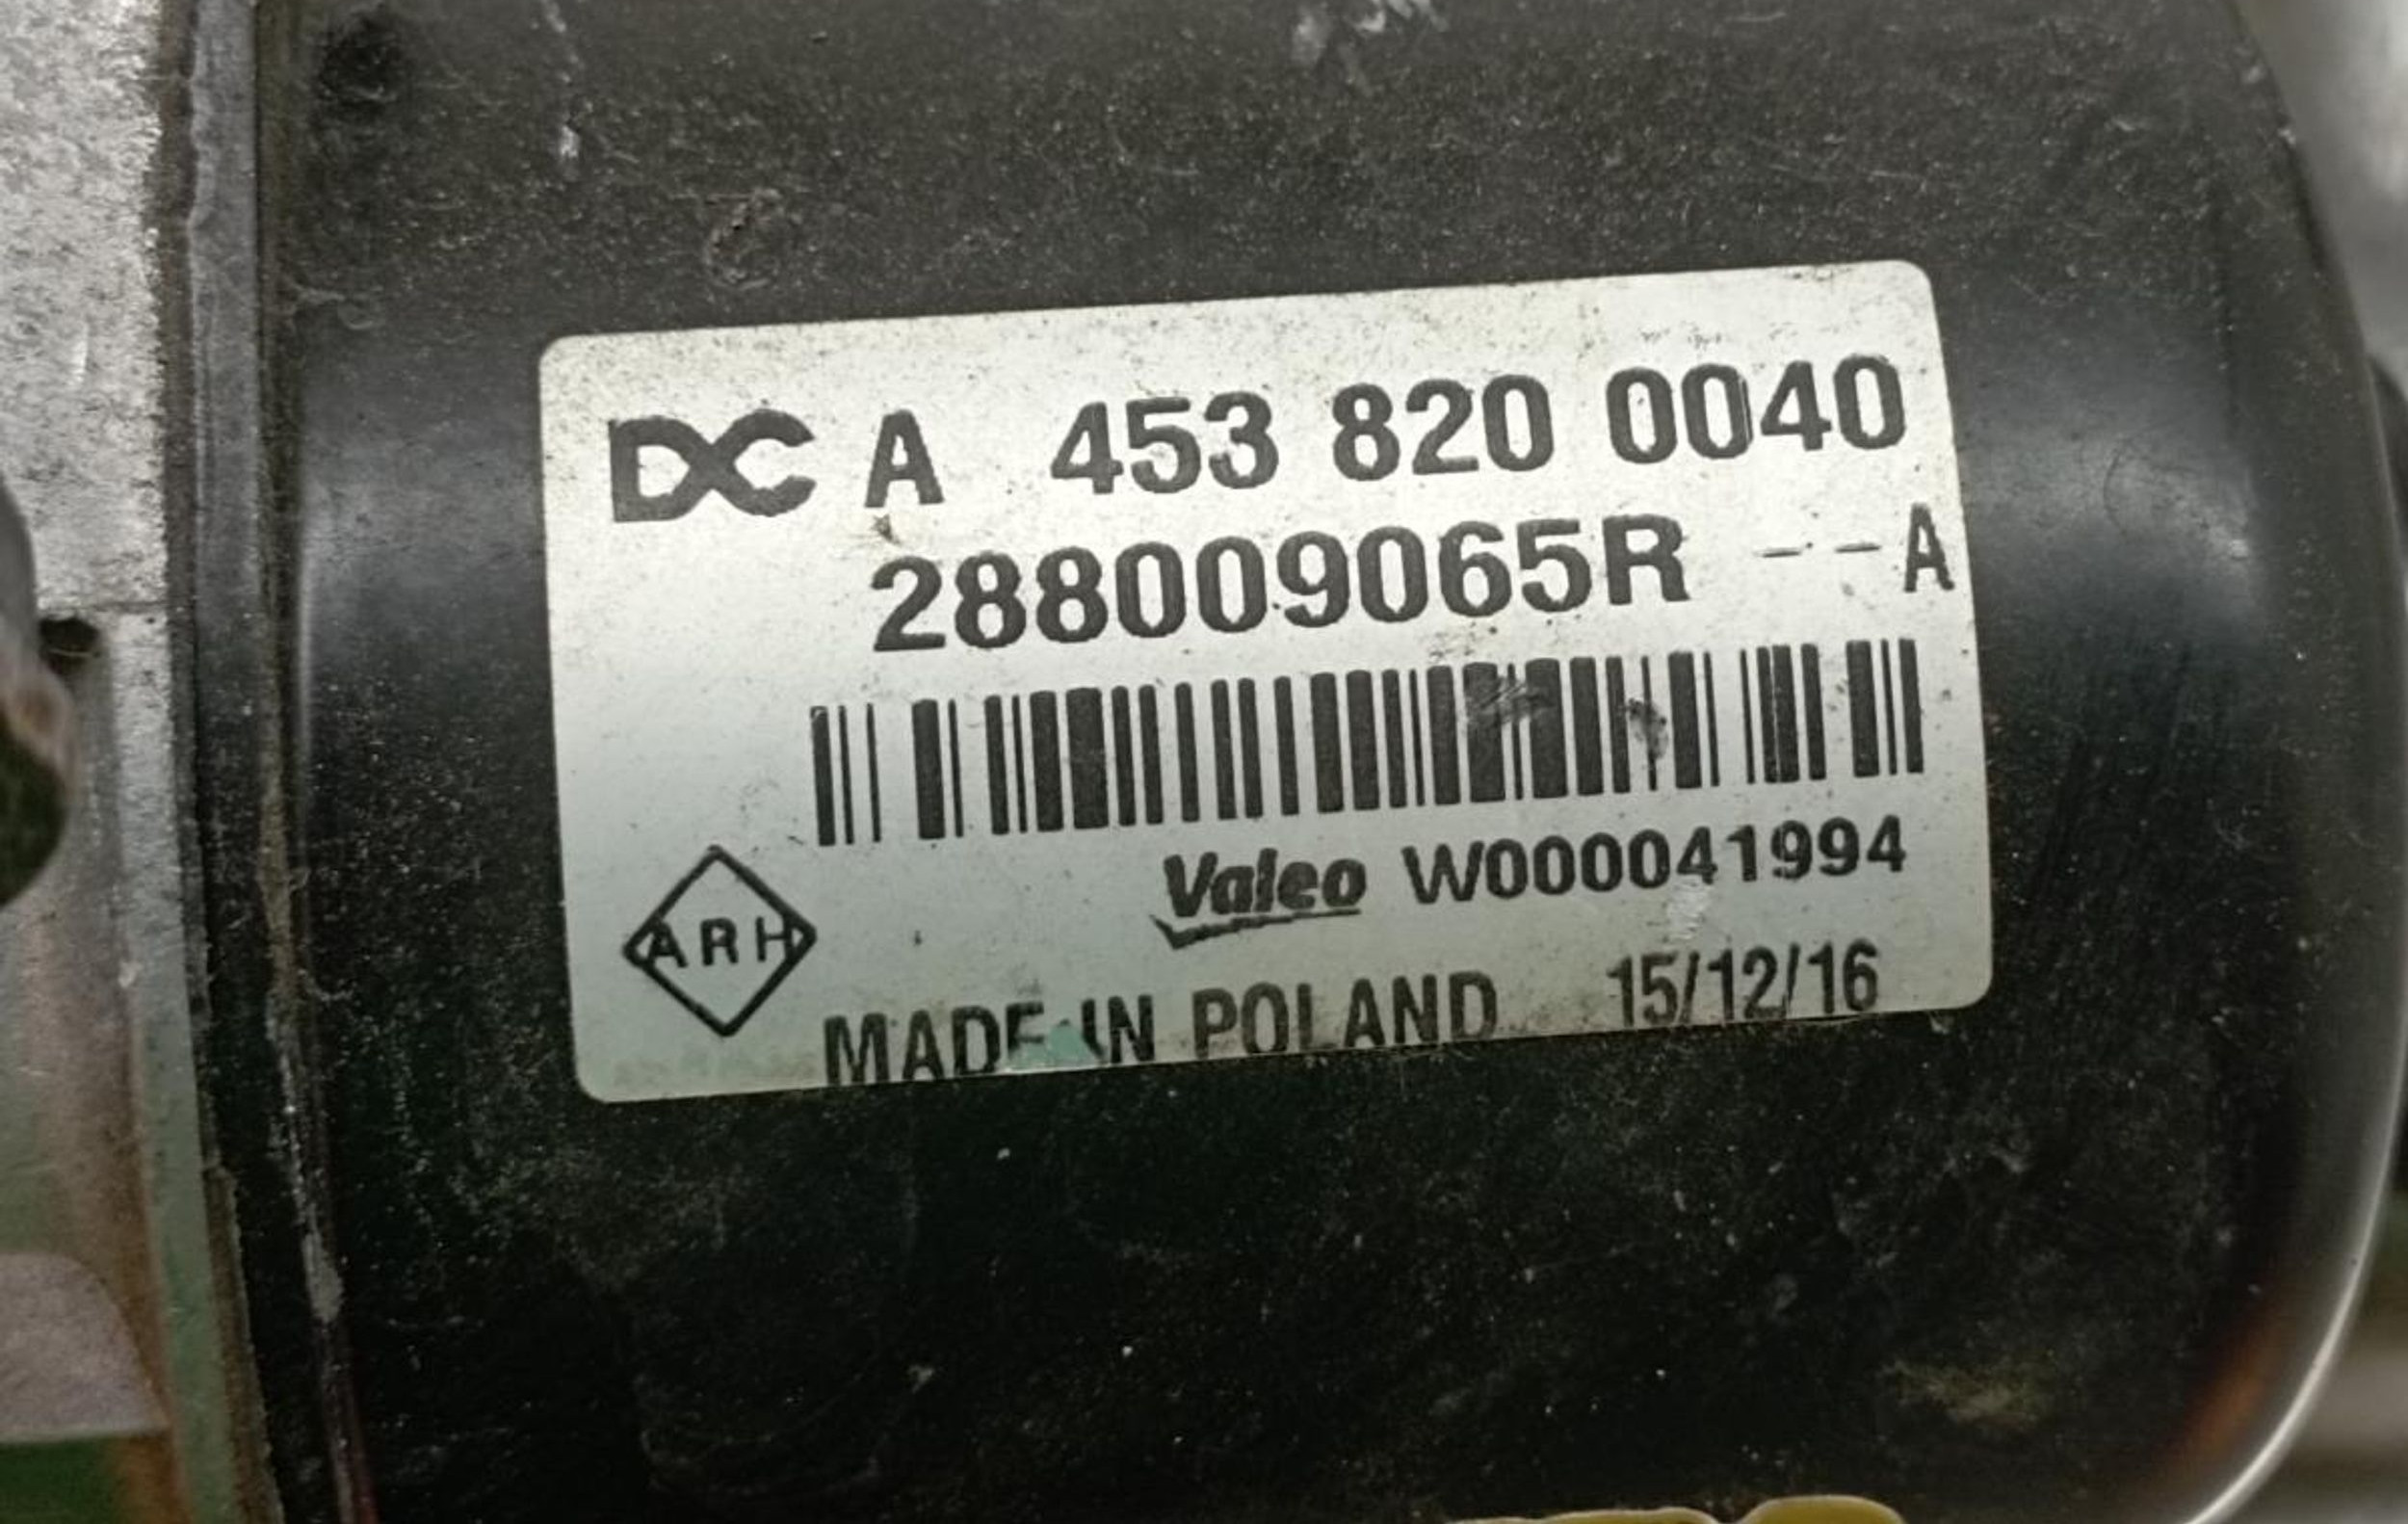 DC A 453 820 0040
288009065R --A
Valeo W000041994
ARH
MADE IN POLAND 15/12/16